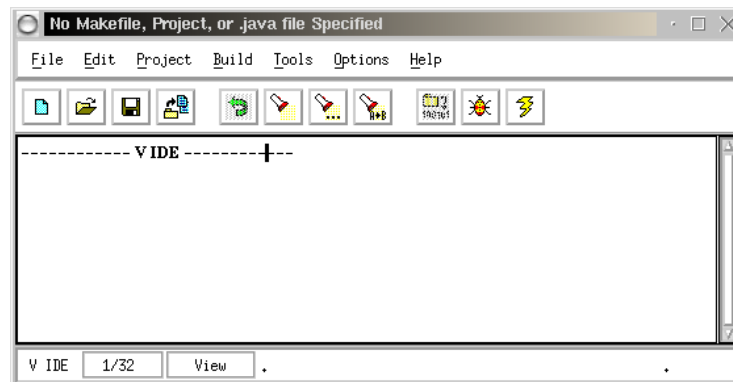 No Makefile, Project, or .java file Specified
File Edit Project Build Tools Options Help
A+B
------------ V IDE ------------
V IDE 1/32 View .  .